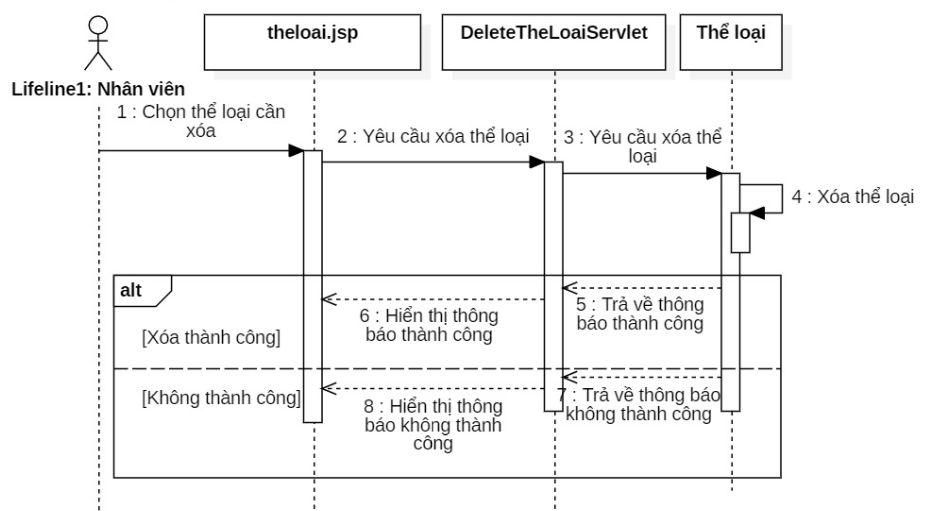 theloai.jsp
DeleteTheLoaiServlet
Thể loại
Lifeline1: Nhân viên
1 : Chọn thể loại cần
xóa
2 : Yêu cầu xóa thể loại
3 : Yêu cầu xóa thể
loại
4 : Xóa thể loại
alt
5 : Trả về thông
báo thành công
6 : Hiển thị thông
báo thành công
[Xóa thành công]
[Không thành công]
7 : Trả về thông báo
không thành công
8 : Hiển thị thông
báo không thành
công